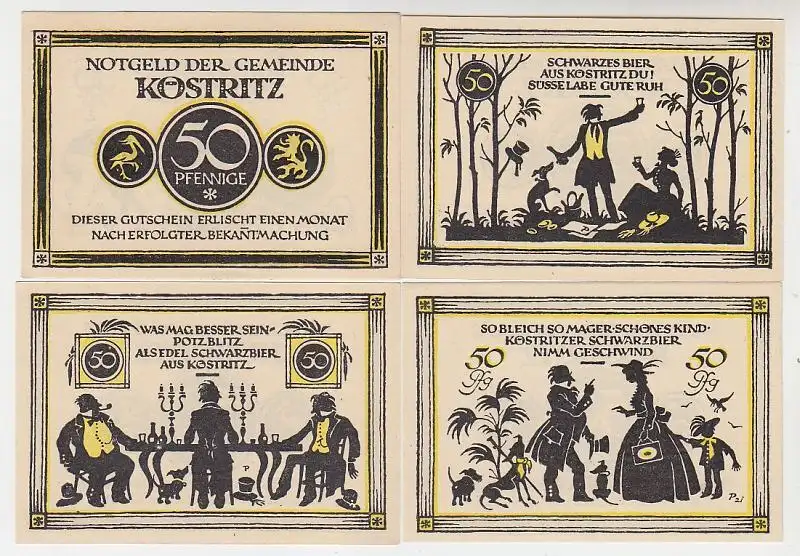 NOTGELD DER GEMEINDE
KÖSTRITZ
50
PFENNIGE
DIESER GUTSCHEIN ERLISCHT EINEN MONAT
NACH ERFOLGTER BEKAÑTMACHUNG
SCHWARZES BIER
AUS KÖSTRITZ DU!
SÜSSE LABE GUTE RUH
50
50
WAS MAG BESSER SEIN-
POTZ BLITZ
ALS EDEL SCHWARZBIER
AUS KÖSTRITZ
50
50
P
SO BLEICH SO MAGER·SCHÖNES KIND·
KÖSTRITZER SCHWARZBIER
NIMM GESCHWIND
50
Pfg
50
Pfg
P21